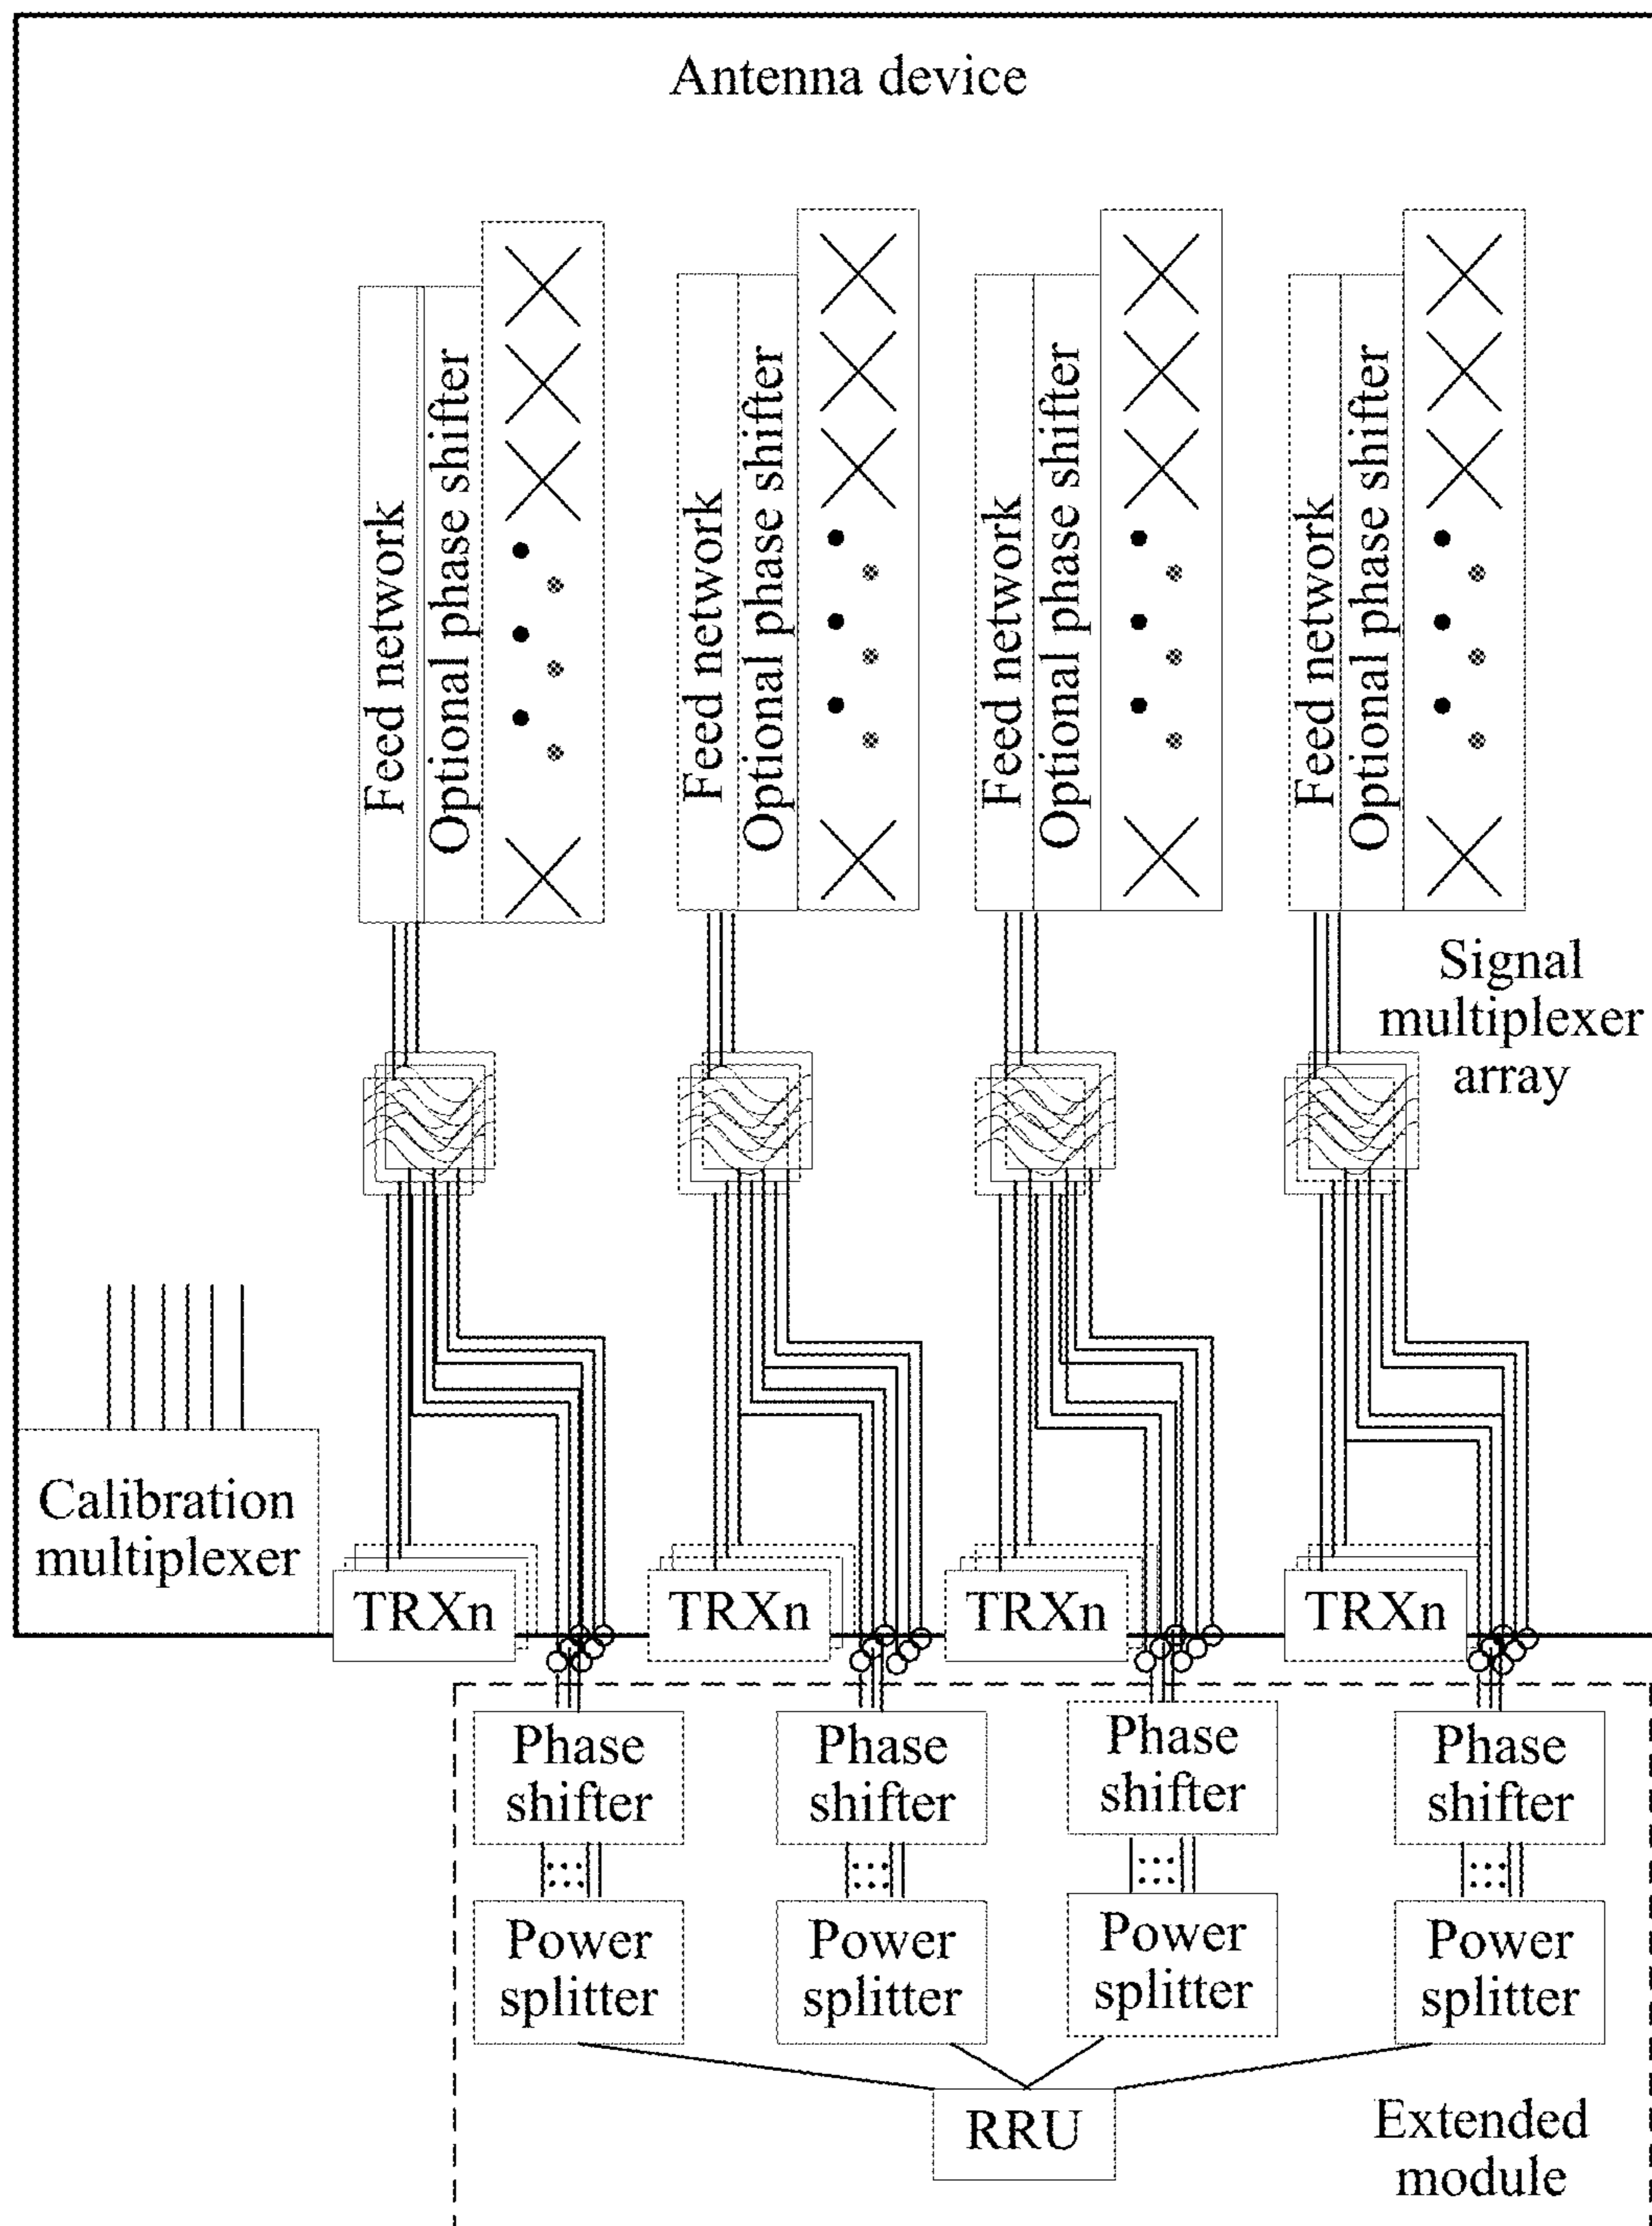 Antenna device
Feed network
Optional phase shifter
Feed network
Optional phase shifter
Feed network
Optional phase shifter
Feed network
Optional phase shifter
Signal
multiplexer
array
Calibration
multiplexer
TRXn
TRXn
TRXn
TRXn
Phase
shifter
Phase
shifter
Phase
shifter
Phase
shifter
Power
splitter
Power
splitter
Power
splitter
Power
splitter
RRU
Extended
module